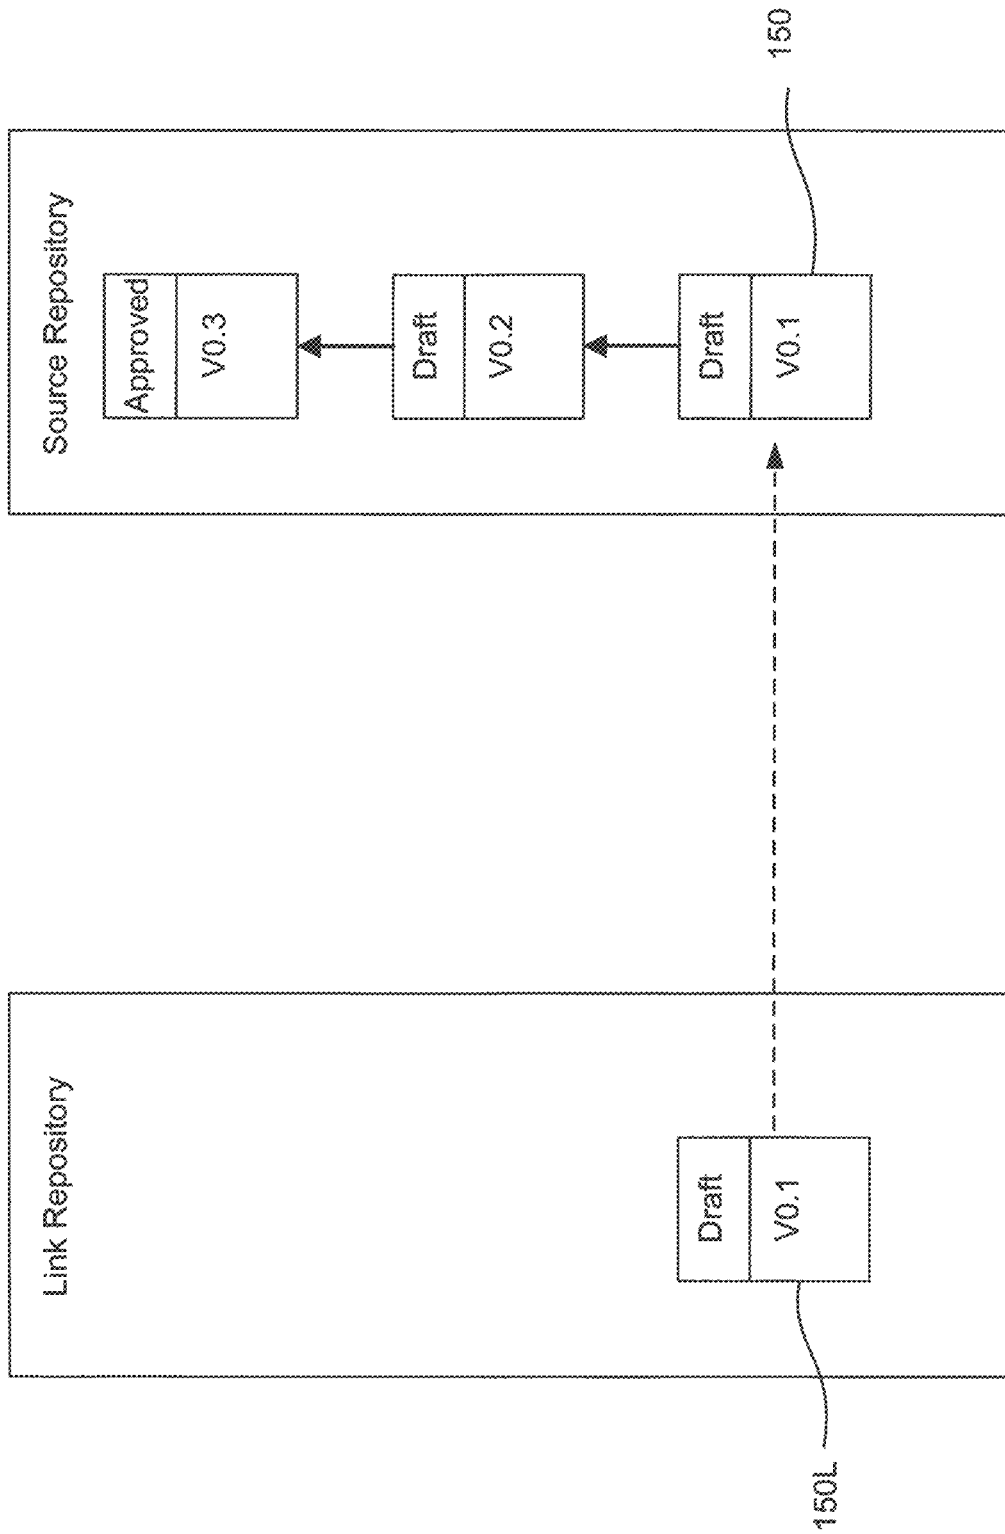 Link Repository
Source Repository
Approved
V0.3
Draft
V0.2
Draft
V0.1
Draft
V0.1
150L
150